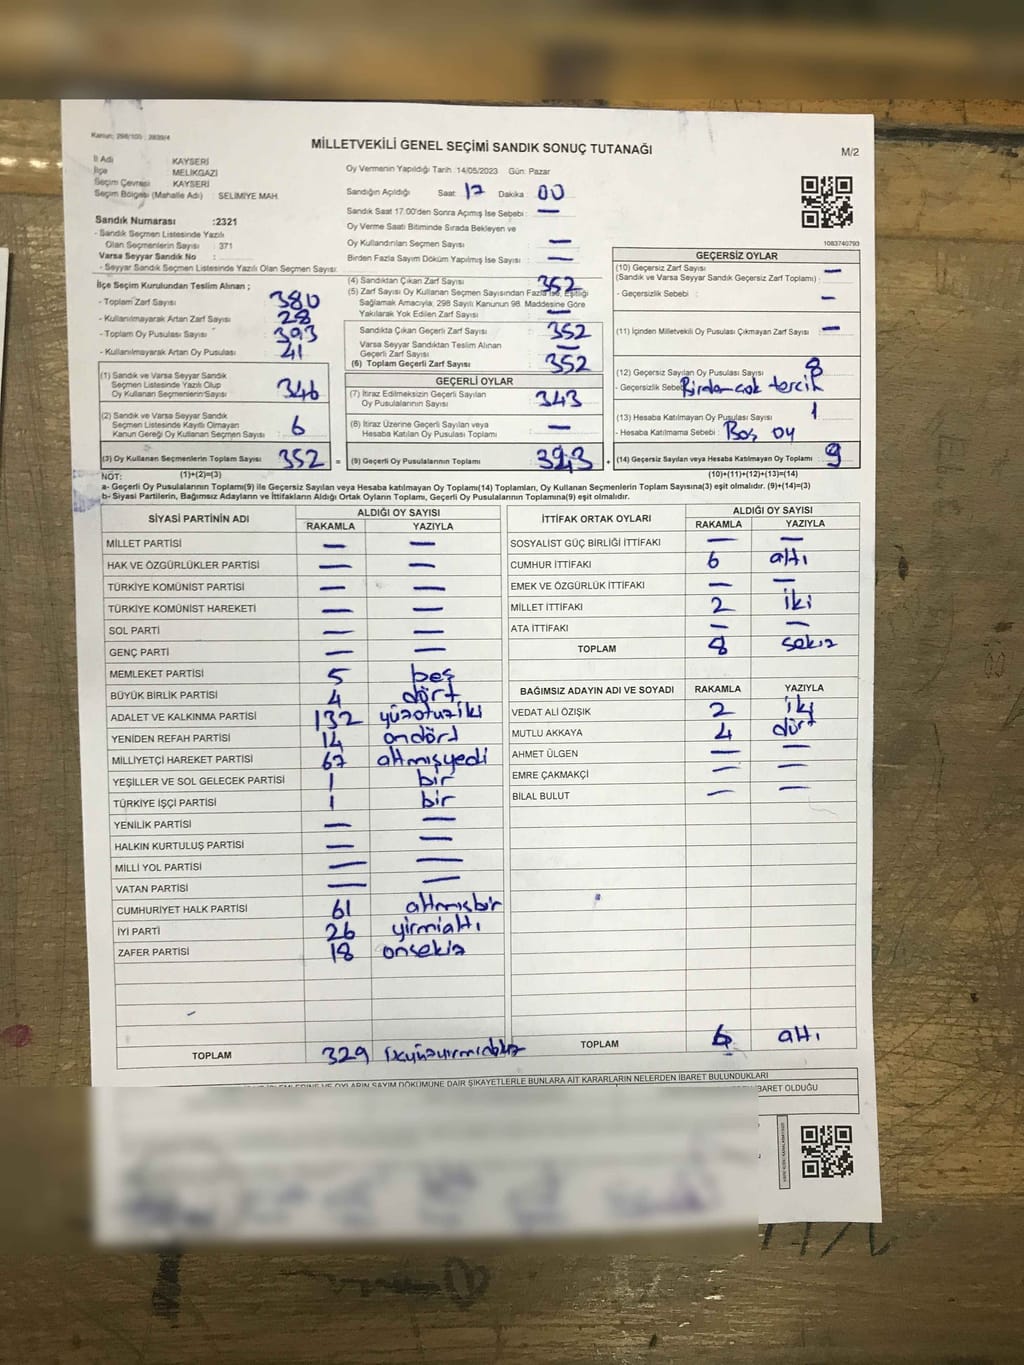 Kanun: 298/105 : 2839/4
MİLLETVEKİLİ GENEL SEÇİMİ SANDIK SONUÇ TUTANAĞI
M/2
İl Adı KAYSERİ
İlçe MELİKGAZİ
Seçim Çevresi KAYSERİ
Seçim Bölgesi (Mahalle Adı) SELİMİYE MAH
Oy Vermenin Yapıldığı Tarih :14/05/2023 Gün: Pazar
Sandığın Açıldığı Saat: 17 Dakika 00
Sandık Saat 17.00'den Sonra Açımış İse Sebebi : —
Oy Verme Saati Bitiminde Sırada Bekleyen ve
Oy Kullandırılan Seçmen Sayısı —
Birden Fazla Sayım Döküm Yapılmış İse Sayısı : —
Sandık Numarası :2321
- Sandık Seçmen Listesinde Yazılı
Olan Seçmenlerin Sayısı : 371
Varsa Seyyar Sandık No :
- Seyyar Sandık Seçmen Listesinde Yazılı Olan Seçmen Sayısı:
1083740793
İlçe Seçim Kurulundan Teslim Alınan ;
- Toplam Zarf Sayısı : 380
- Kullanılmayarak Artan Zarf Sayısı : 28
- Toplam Oy Pusulası Sayısı : 393
- Kullanılmayarak Artan Oy Pusulası : 41
(1) Sandık ve Varsa Seyyar Sandık
Seçmen Listesinde Yazılı Olup
Oy Kullanan Seçmenlerin Sayısı : 346
(2) Sandık ve Varsa Seyyar Sandık
Seçmen Listesinde Kayıtlı Olmayan
Kanun Gereği Oy Kullanan Seçmen Sayısı : 6
(3) Oy Kullanan Seçmenlerin Toplam Sayısı 352 =
(1)+(2)=(3)
(4) Sandıktan Çıkan Zarf Sayısı 352
(5) Zarf Sayısı Oy Kullanan Seçmen Sayısından Fazla İse, Eşitliği
Sağlamak Amacıyla; 298 Sayılı Kanunun 98. Maddesine Göre
Yakılarak Yok Edilen Zarf Sayısı : —
Sandıkta Çıkan Geçerli Zarf Sayısı : 352
Varsa Seyyar Sandıktan Teslim Alınan
Geçerli Zarf Sayısı —
(6) Toplam Geçerli Zarf Sayısı : 352
GEÇERLİ OYLAR
(7) İtiraz Edilmeksizin Geçerli Sayılan
Oy Pusulalarının Sayısı : 343
(8) İtiraz Üzerine Geçerli Sayılan veya
Hesaba Katılan Oy Pusulası Toplamı : —
(9) Geçerli Oy Pusulalarının Toplamı : 343 +
GEÇERSİZ OYLAR
(10) Geçersiz Zarf Sayısı —
(Sandık ve Varsa Seyyar Sandık Geçersiz Zarf Toplamı) :
- Geçersizlik Sebebi : —
(11) İçinden Milletvekili Oy Pusulası Çıkmayan Zarf Sayısı : —
(12) Geçersiz Sayılan Oy Pusulası Sayısı 8
- Geçersizlik Sebebi Birden çok tercih
(13) Hesaba Katılmayan Oy Pusulası Sayısı 1
- Hesaba Katılmama Sebebi : Boş oy
(14) Geçersiz Sayılan veya Hesaba Katılmayan Oy Toplamı : 9
(10)+(11)+(12)+(13)=(14)
NOT:
a- Geçerli Oy Pusulalarının Toplamı(9) ile Geçersiz Sayılan veya Hesaba Katılmayan Oy Toplamı(14) Toplamları, Oy Kullanan Seçmenlerin Toplam Sayısına(3) eşit olmalıdır. (9)+(14)=(3)
b- Siyasi Partilerin, Bağımsız Adayların ve İttifakların Aldığı Ortak Oyların Toplamı, Geçerli Oy Pusulalarının Toplamına(9) eşit olmalıdır.
SİYASİ PARTİNİN ADI ALDIĞI OY SAYISI
RAKAMLA YAZIYLA
MİLLET PARTİSİ — —
HAK VE ÖZGÜRLÜKLER PARTİSİ — —
TÜRKİYE KOMÜNİST PARTİSİ — —
TÜRKİYE KOMÜNİST HAREKETİ — —
SOL PARTİ — —
GENÇ PARTİ — —
MEMLEKET PARTİSİ 5 beş
BÜYÜK BİRLİK PARTİSİ 4 dört
ADALET VE KALKINMA PARTİSİ 132 yüzotuziki
YENİDEN REFAH PARTİSİ 14 ondört
MİLLİYETÇİ HAREKET PARTİSİ 67 altmışyedi
YEŞİLLER VE SOL GELECEK PARTİSİ 1 bir
TÜRKİYE İŞÇİ PARTİSİ 1 bir
YENİLİK PARTİSİ — —
HALKIN KURTULUŞ PARTİSİ — —
MİLLİ YOL PARTİSİ — —
VATAN PARTİSİ — —
CUMHURİYET HALK PARTİSİ 61 altmışbir
İYİ PARTİ 26 yirmialtı
ZAFER PARTİSİ 18 onsekiz
TOPLAM 329
İTTİFAK ORTAK OYLARI ALDIĞI OY SAYISI
RAKAMLA YAZIYLA
SOSYALIST GÜÇ BİRLİĞİ İTTİFAKI — —
CUMHUR İTTİFAKI 6 altı
EMEK VE ÖZGÜRLÜK İTTİFAKI — —
MİLLET İTTİFAKI 2 iki
ATA İTTİFAKI — —
TOPLAM 8 sekiz
BAĞIMSIZ ADAYIN ADI VE SOYADI RAKAMLA YAZIYLA
VEDAT ALİ ÖZIŞIK 2 iki
MUTLU AKKAYA 4 dört
AHMET ÜLGEN — —
EMRE ÇAKMAKÇİ — —
BİLAL BULUT — —
TOPLAM 6 altı
OYLARIN SAYIM DÖKÜMÜNE DAİR ŞİKAYETLERLE BUNLARA AİT KARARLARIN NELERDEN İBARET BULUNDUKLARI
İBARET OLDUĞU